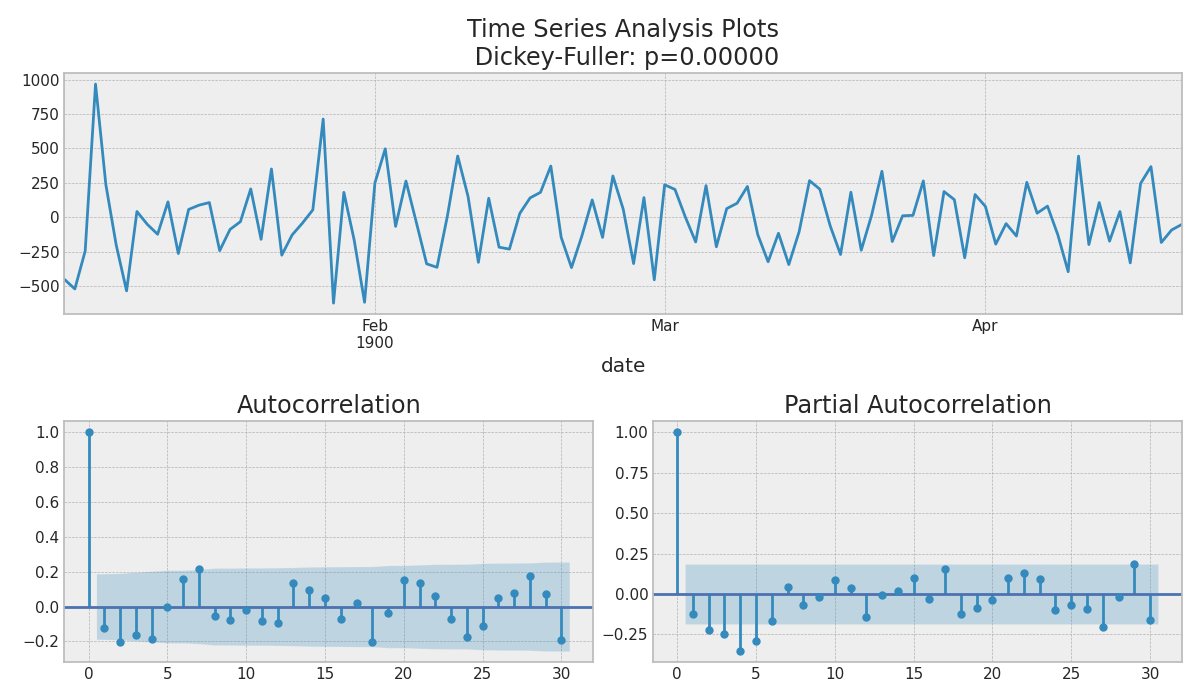 Time Series Analysis Plots
Dickey-Fuller: p=0.00000
1000
750
500
250
0
−250
−500
Feb
1900
Mar
Apr
date
Autocorrelation
1.0
0.8
0.6
0.4
0.2
0.0
−0.2
0 5 10 15 20 25 30
Partial Autocorrelation
1.00
0.75
0.50
0.25
0.00
−0.25
0 5 10 15 20 25 30